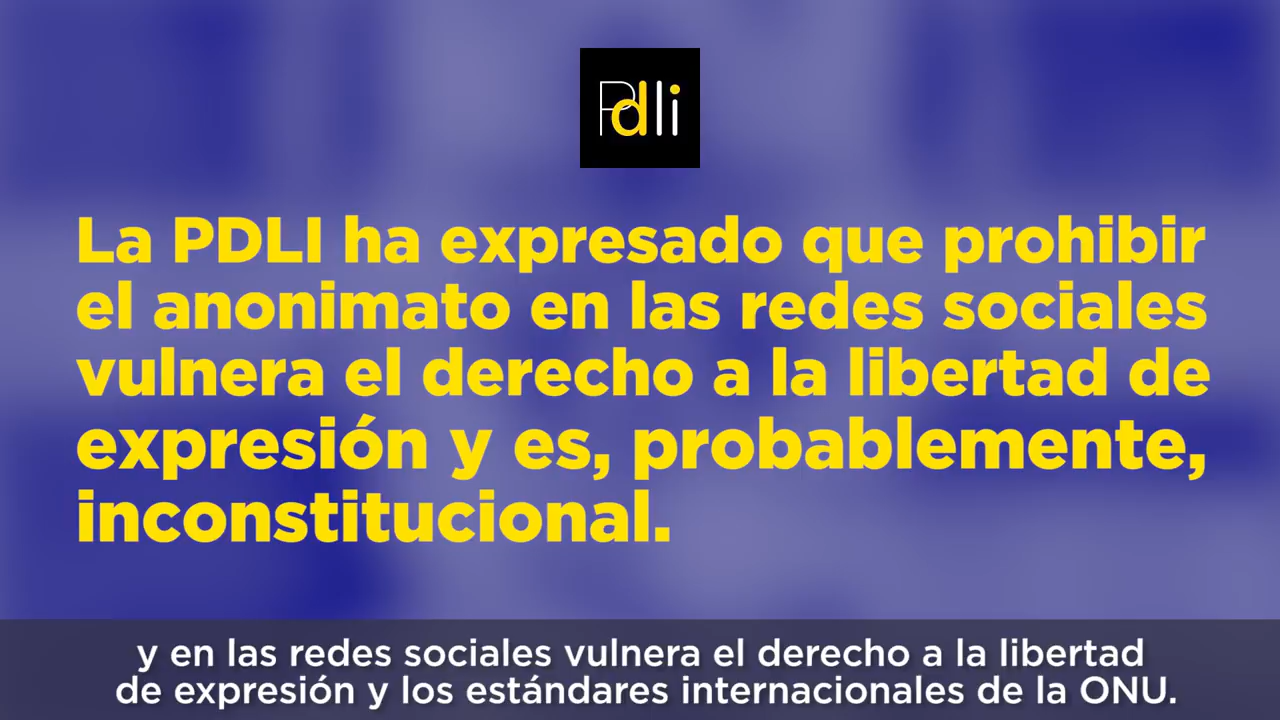 Pdli
La PDLI ha expresado que prohibir
el anonimato en las redes sociales
vulnera el derecho a la libertad de
expresión y es, probablemente,
inconstitucional.
y en las redes sociales vulnera el derecho a la libertad
de expresión y los estándares internacionales de la ONU.